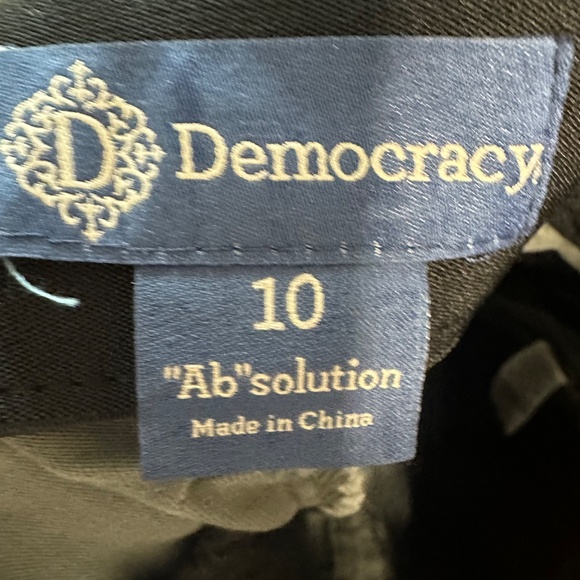 D
Democracy
10
"Ab"solution
Made in China